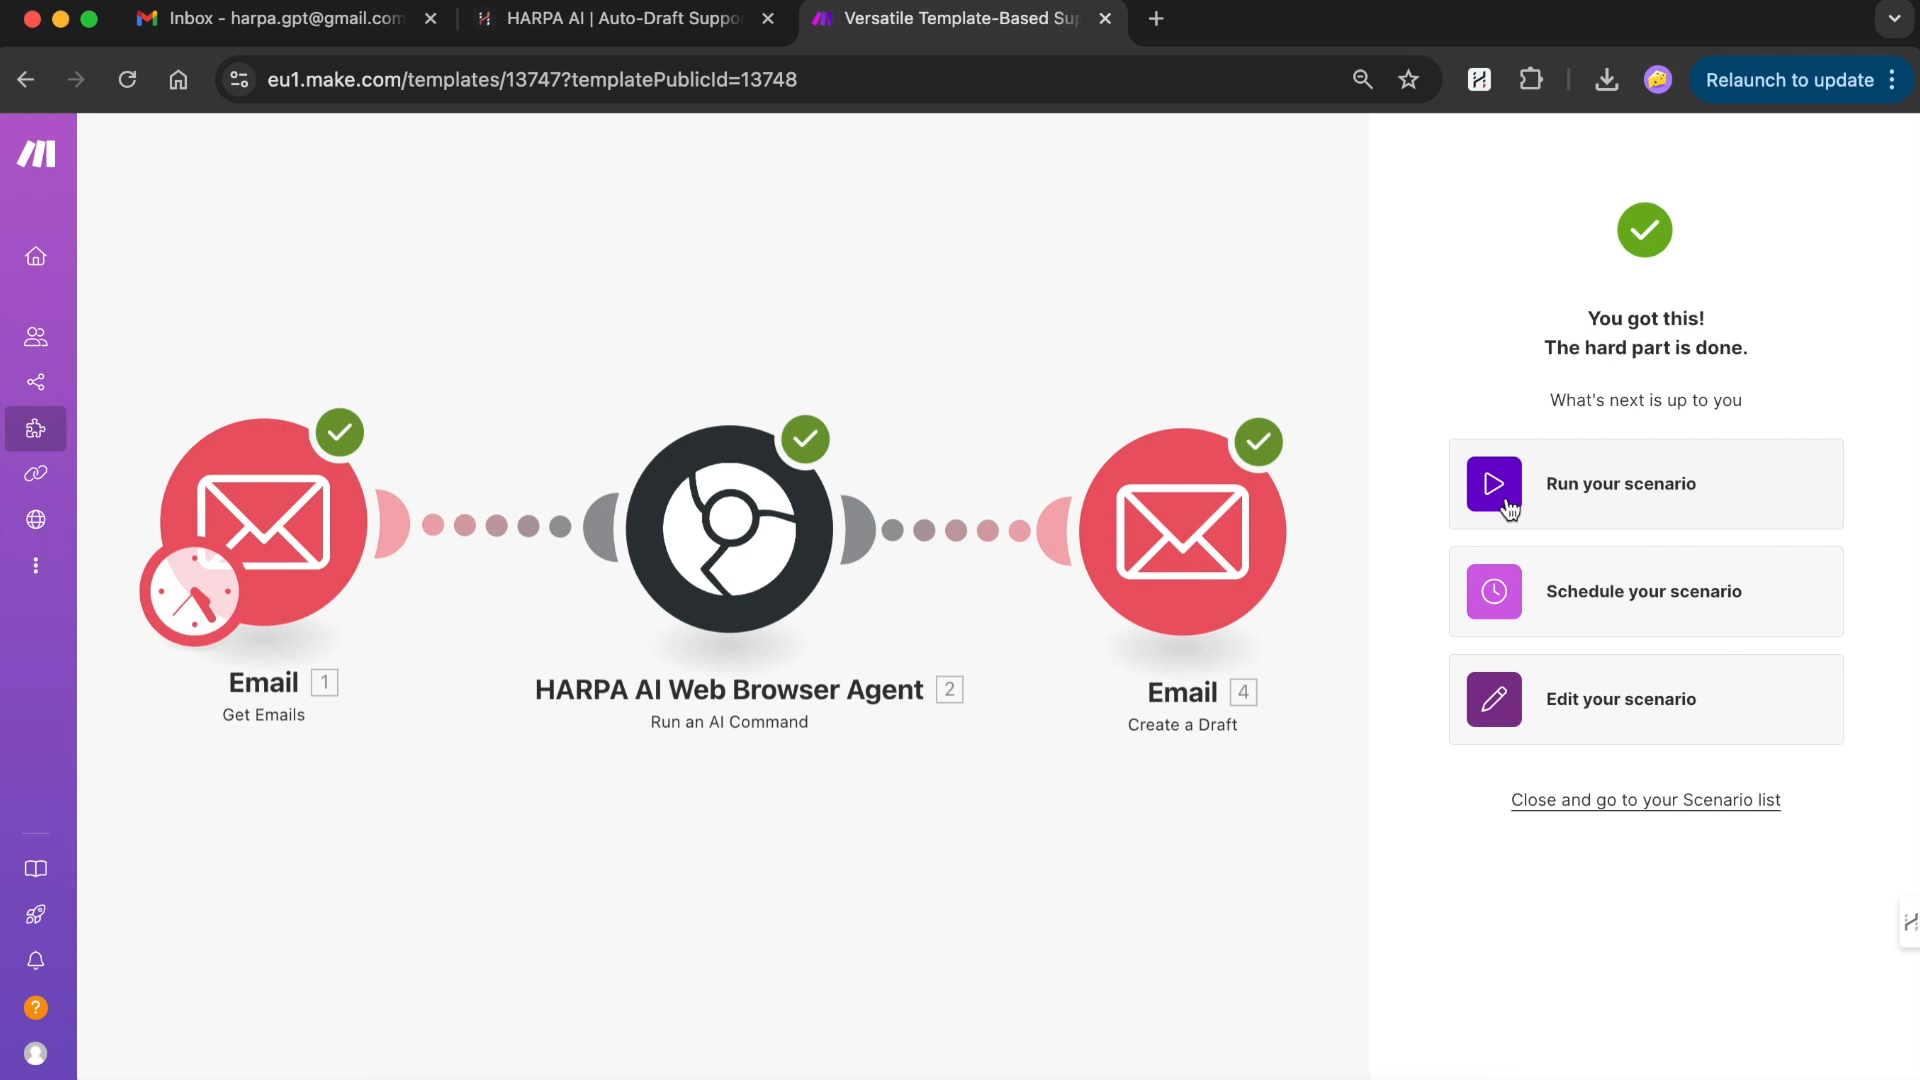 Inbox - harpa.gpt@gmail.com
HARPA AI | Auto-Draft Suppo
Versatile Template-Based Sup
eu1.make.com/templates/13747?templatePublicId=13748
Relaunch to update
You got this!
The hard part is done.
What's next is up to you
Run your scenario
Schedule your scenario
Edit your scenario
Close and go to your Scenario list
Email 1
Get Emails
HARPA AI Web Browser Agent 2
Run an AI Command
Email 4
Create a Draft
?